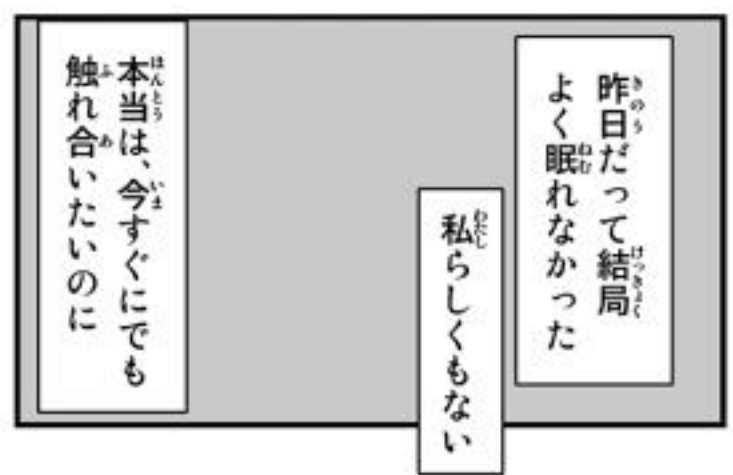 昨日だって結局
よく眠れなかった
私らしくもない
本当は、今すぐにでも
触れ合いたいのに